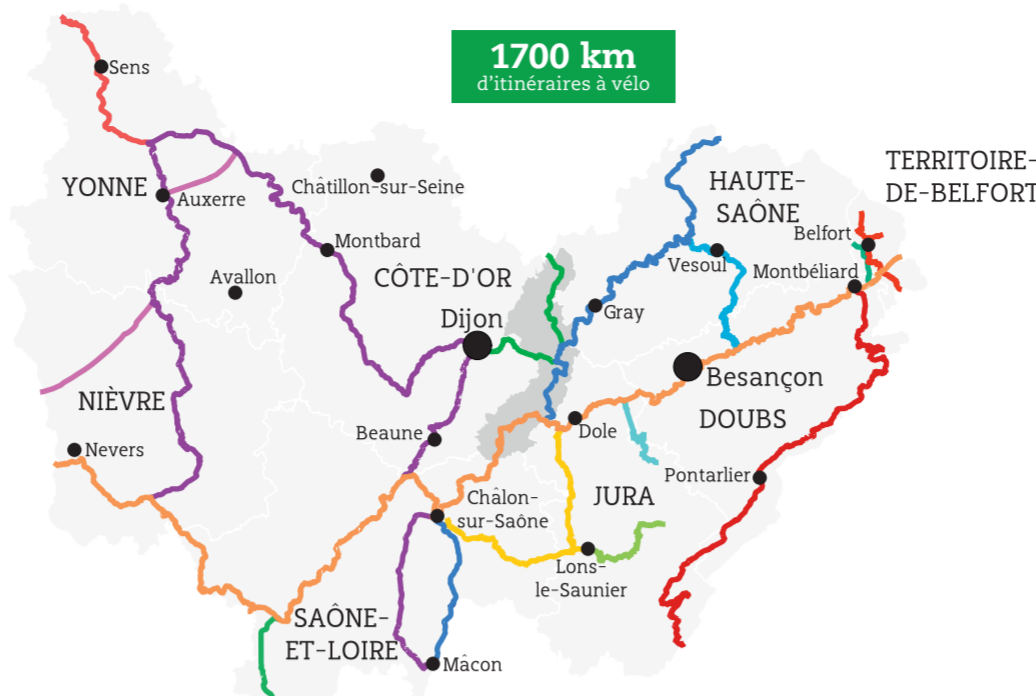 1700 km
d'itinéraires à vélo
Sens
TERRITOIRE-
DE-BELFORT
YONNE
Auxerre
Châtillon-sur-Seine
HAUTE-
SAÔNE
Belfort
Montbard
Vesoul
Montbéliard
Avallon
CÔTE-D'OR
Gray
Dijon
Besançon
NIÈVRE
DOUBS
Beaune
Dole
Nevers
Pontarlier
JURA
Châlon-
sur-Saône
Lons-
le-Saunier
SAÔNE-
ET-LOIRE
Mâcon